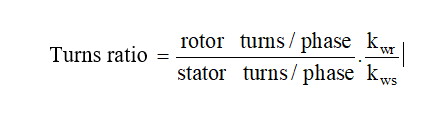 Turns ratio = rotor turns / phase / stator turns / phase . k_wr / k_ws |